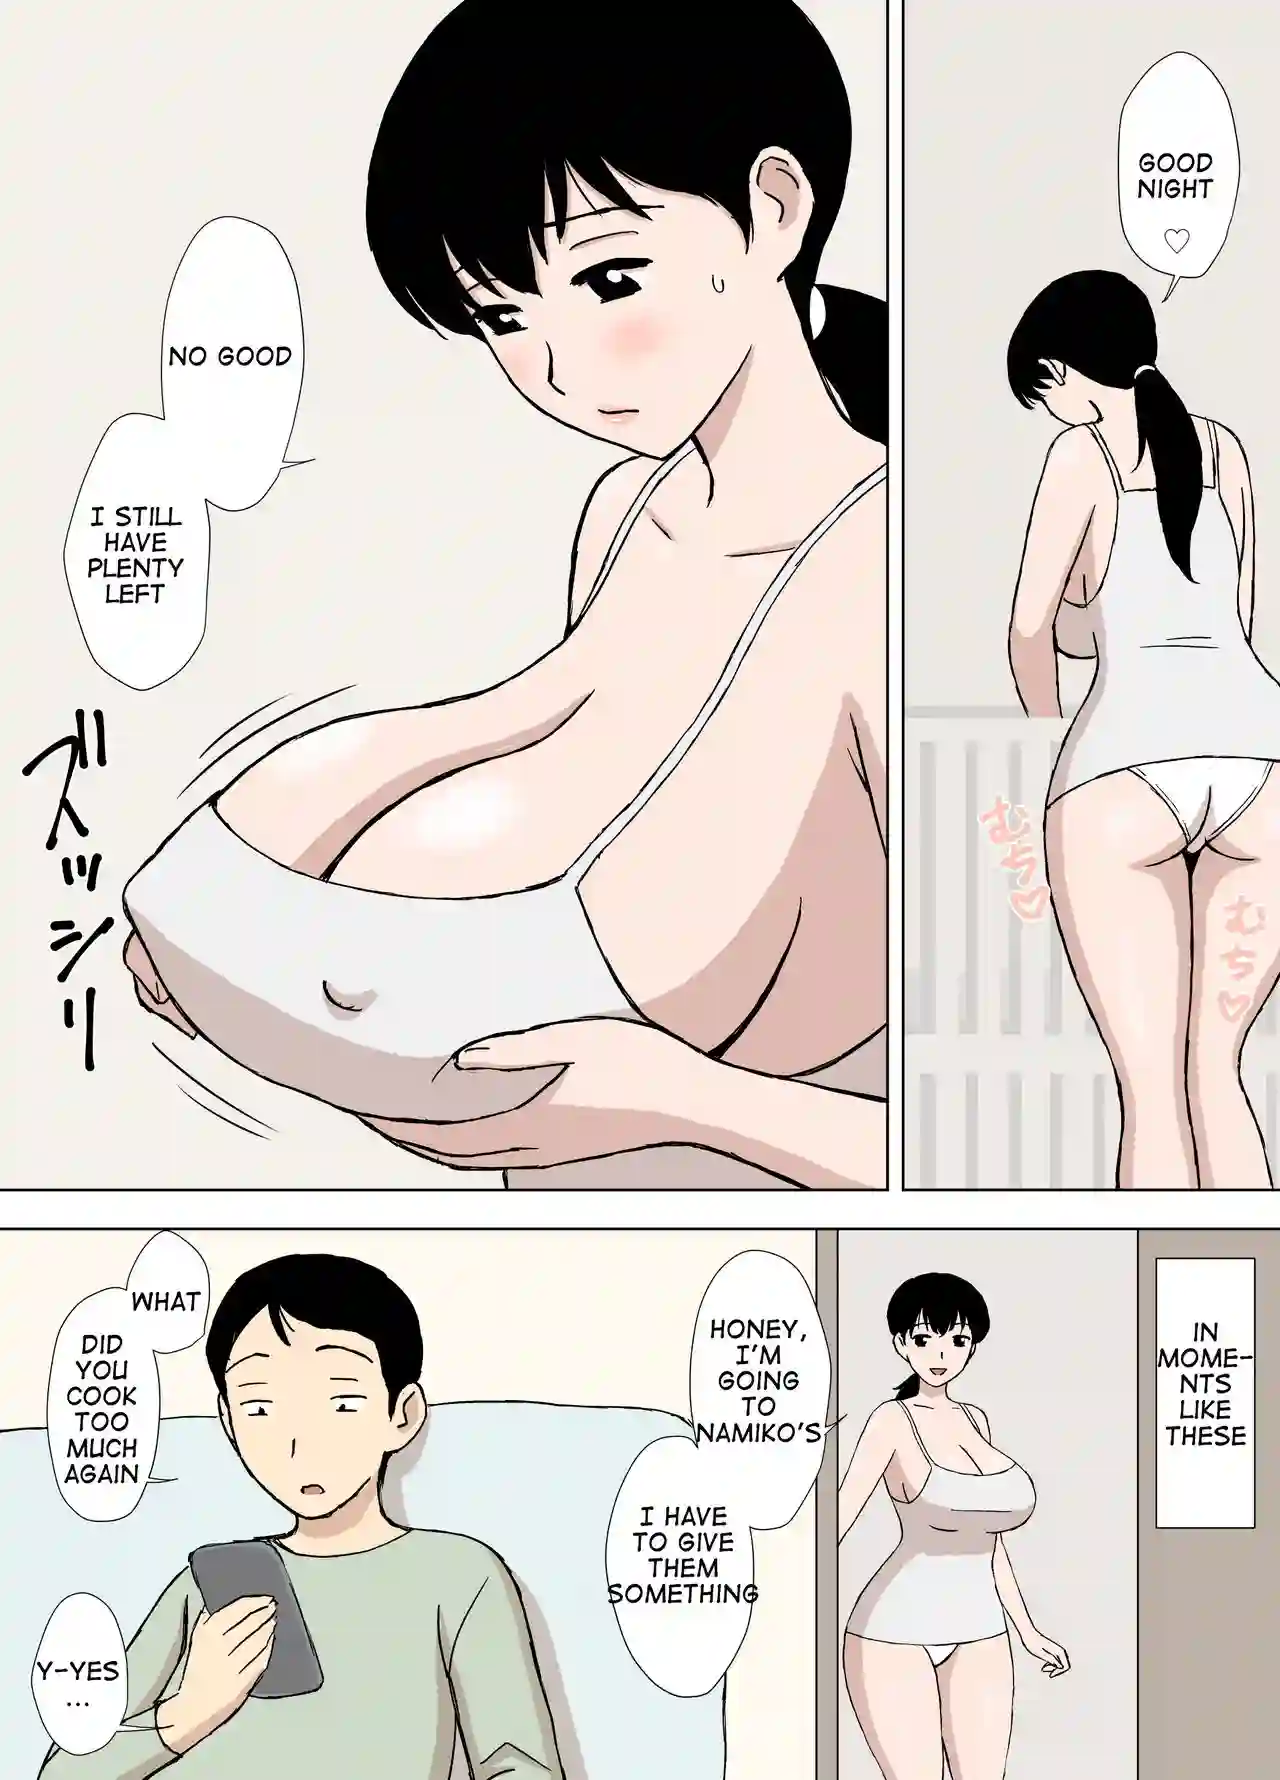 GOOD
NIGHT
♡
むち♡
むち♡
NO GOOD
I STILL
HAVE
PLENTY
LEFT
ズッシリ
IN
MOME-
NTS
LIKE
THESE
HONEY,
I'M
GOING
TO
NAMIKO'S
I HAVE
TO GIVE
THEM
SOMETHING
WHAT
DID
YOU
COOK
TOO
MUCH
AGAIN
Y-YES
...